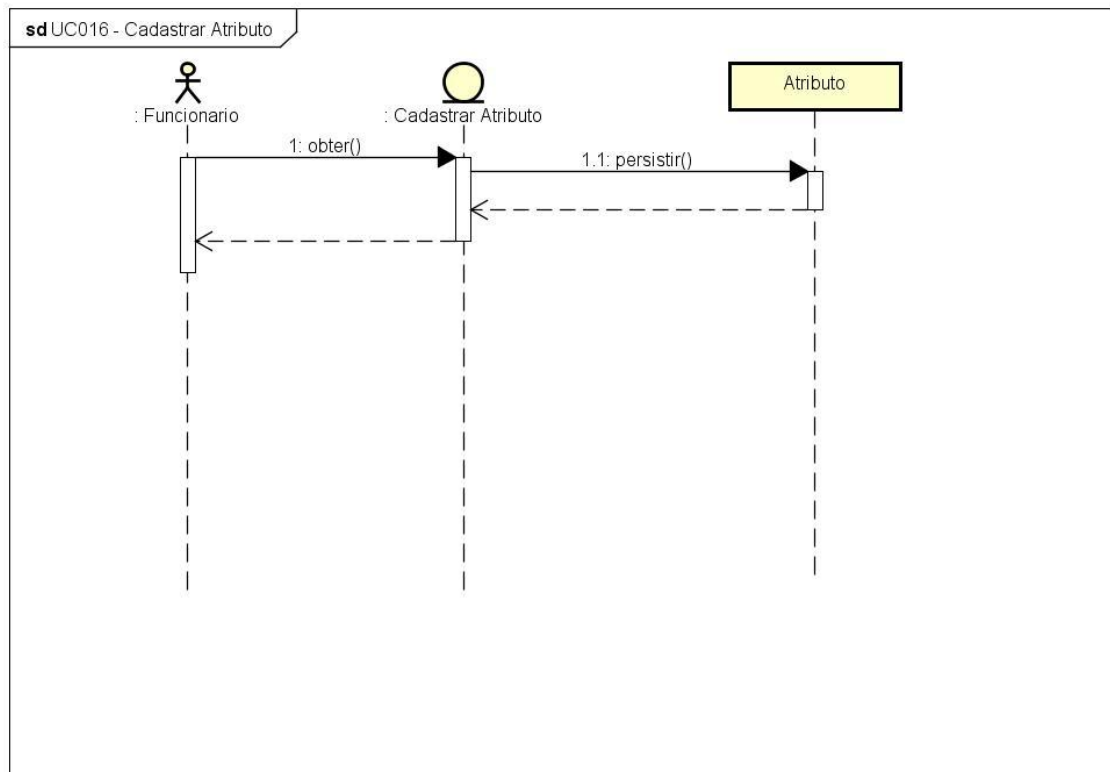 sd UC016 - Cadastrar Atributo
Atributo
: Funcionario
: Cadastrar Atributo
1: obter()
1.1: persistir()